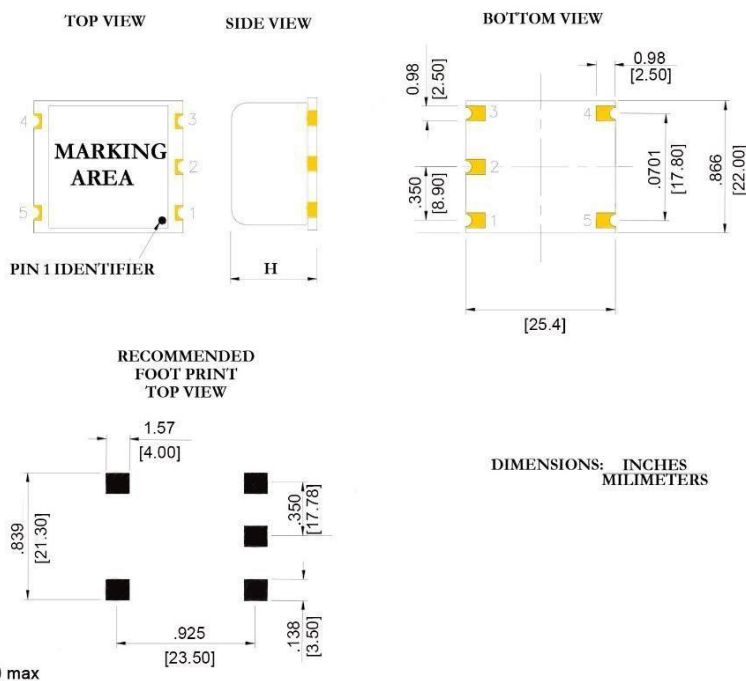 TOP VIEW
SIDE VIEW
BOTTOM VIEW
0.98
[2.50]
0.98
[2.50]
4
3
MARKING
AREA
2
5
1
PIN 1 IDENTIFIER
H
3
4
2
1
5
.350
[8.90]
.0701
[17.80]
.866
[22.00]
[25.4]
RECOMMENDED
FOOT PRINT
TOP VIEW
1.57
[4.00]
.839
[21.30]
.350
[17.78]
.925
[23.50]
.138
[3.50]
DIMENSIONS: INCHES
MILIMETERS
max